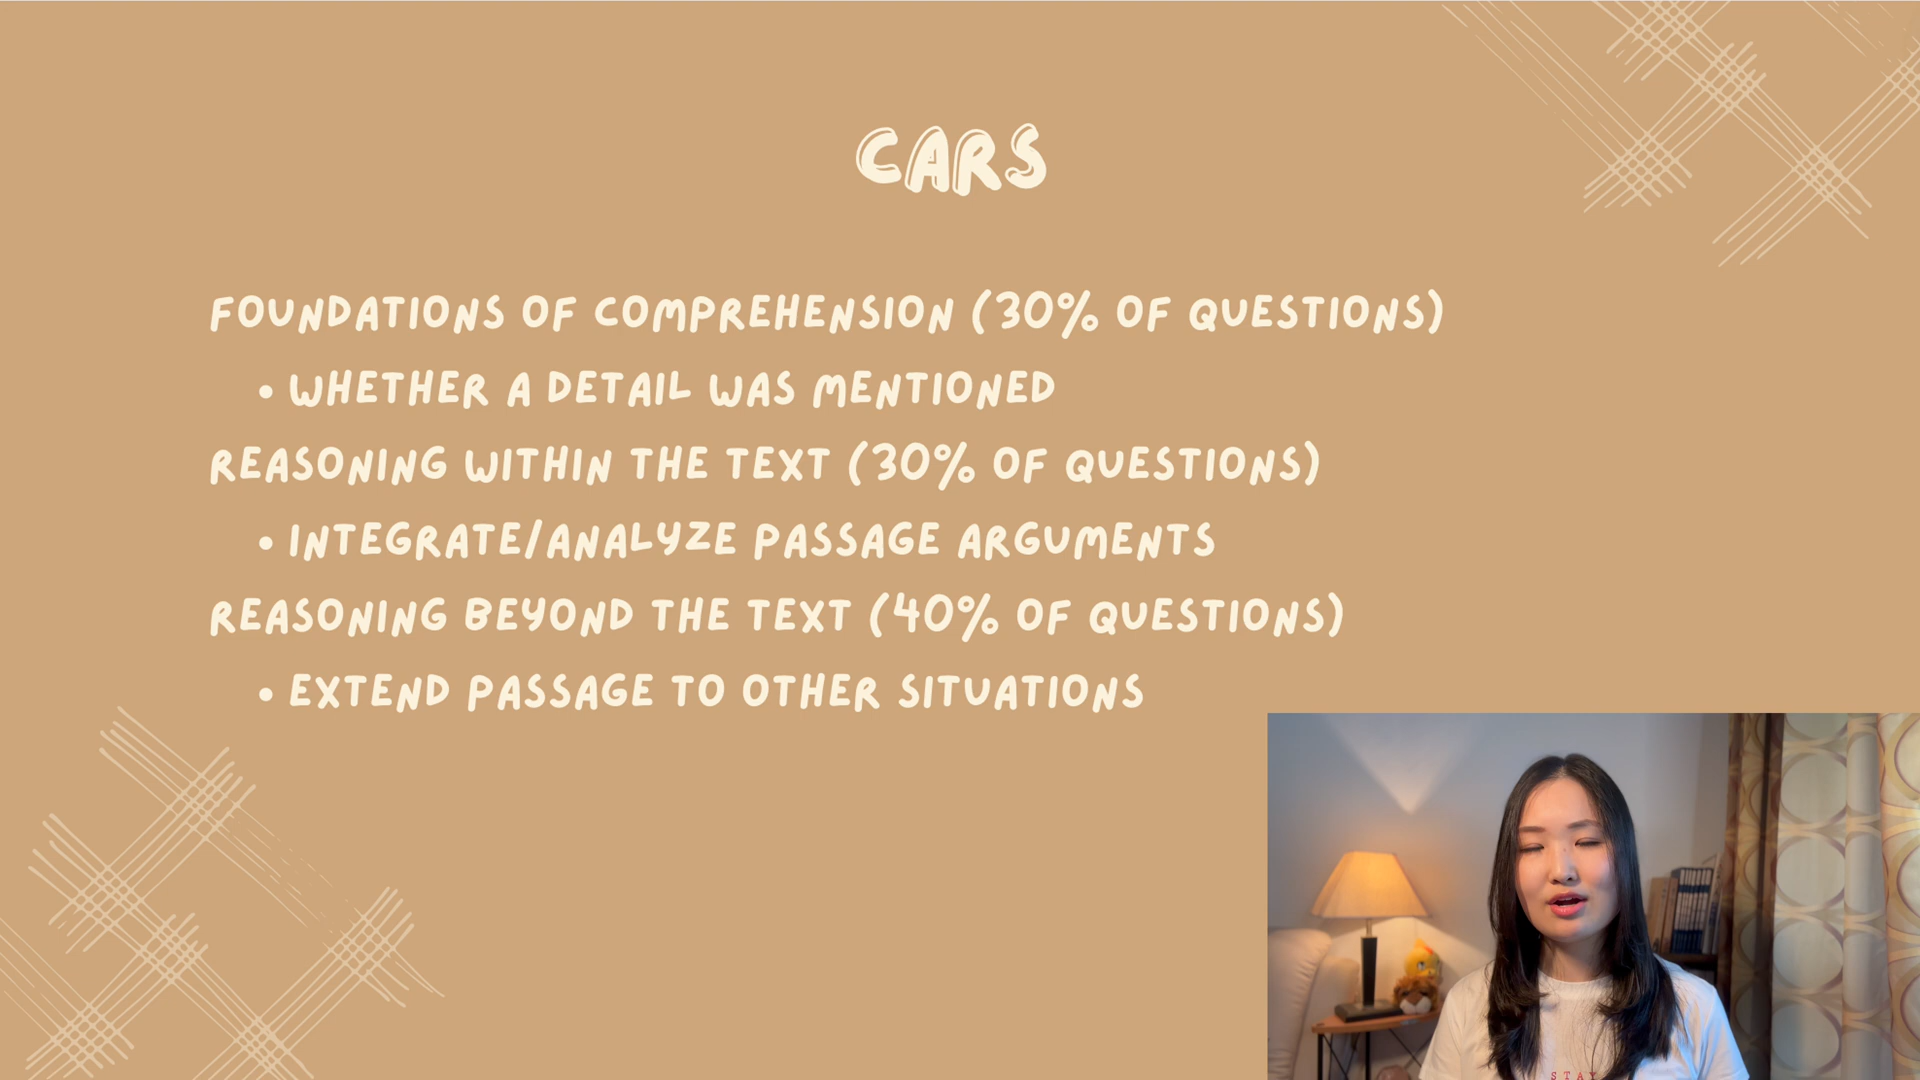 CARS
FOUNDATIONS OF COMPREHENSION (30% OF QUESTIONS)
• WHETHER A DETAIL WAS MENTIONED
REASONING WITHIN THE TEXT (30% OF QUESTIONS)
• INTEGRATE/ANALYZE PASSAGE ARGUMENTS
REASONING BEYOND THE TEXT (40% OF QUESTIONS)
• EXTEND PASSAGE TO OTHER SITUATIONS
STAY